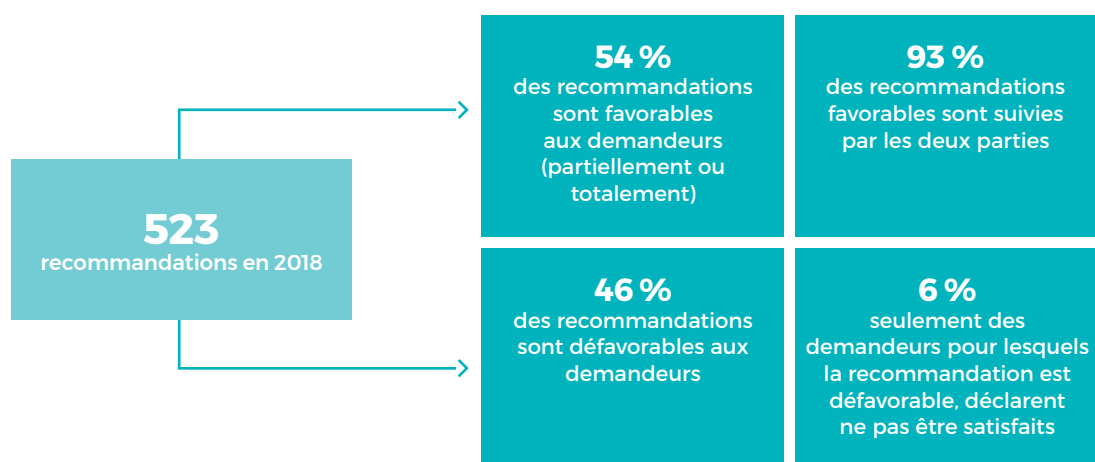 523
recommandations en 2018
54 %
des recommandations
sont favorables
aux demandeurs
(partiellement ou
totalement)
93 %
des recommandations
favorables sont suivies
par les deux parties
46 %
des recommandations
sont défavorables aux
demandeurs
6 %
seulement des
demandeurs pour lesquels
la recommandation est
défavorable, déclarent
ne pas être satisfaits